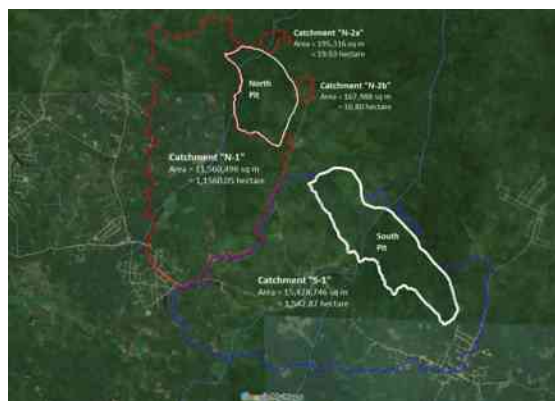 Catchment "N-2a"
Area = 195,316 sq m
= 19.53 hectare
North
Pit
Catchment "N-2b"
Area = 167,988 sq m
= 16.80 hectare
Catchment "N-1"
Area = 11,560,496 sq m
= 1,1560.05 hectare
South
Pit
Catchment "S-1"
Area = 15,428,746 sq m
= 1,542.87 hectare